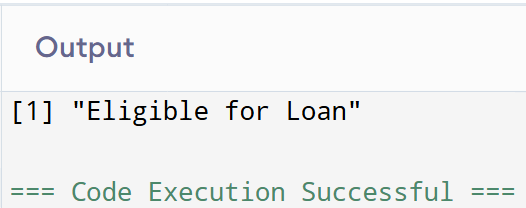 Output
[1] "Eligible for Loan"
=== Code Execution Successful ===